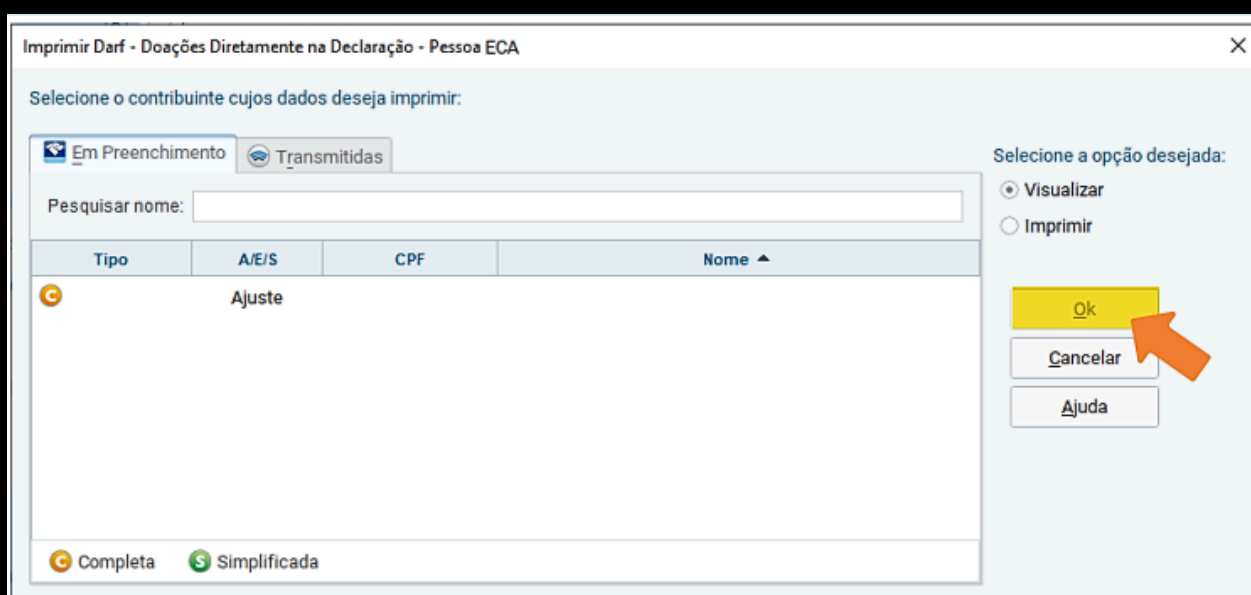 Imprimir Darf - Doações Diretamente na Declaração - Pessoa ECA
Selecione o contribuinte cujos dados deseja imprimir:
Em Preenchimento Transmitidas
Pesquisar nome:
Tipo A/E/S CPF Nome
C Ajuste
C Completa S Simplificada
Selecione a opção desejada:
Visualizar
Imprimir
Ok
Cancelar
Ajuda